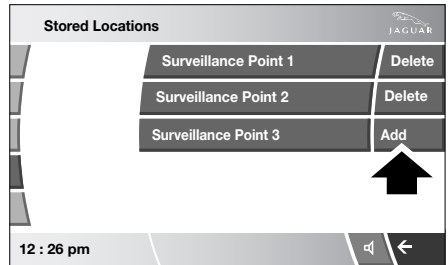 Stored Locations
JAGUAR
Surveillance Point 1 Delete
Surveillance Point 2 Delete
Surveillance Point 3 Add
12 : 26 pm